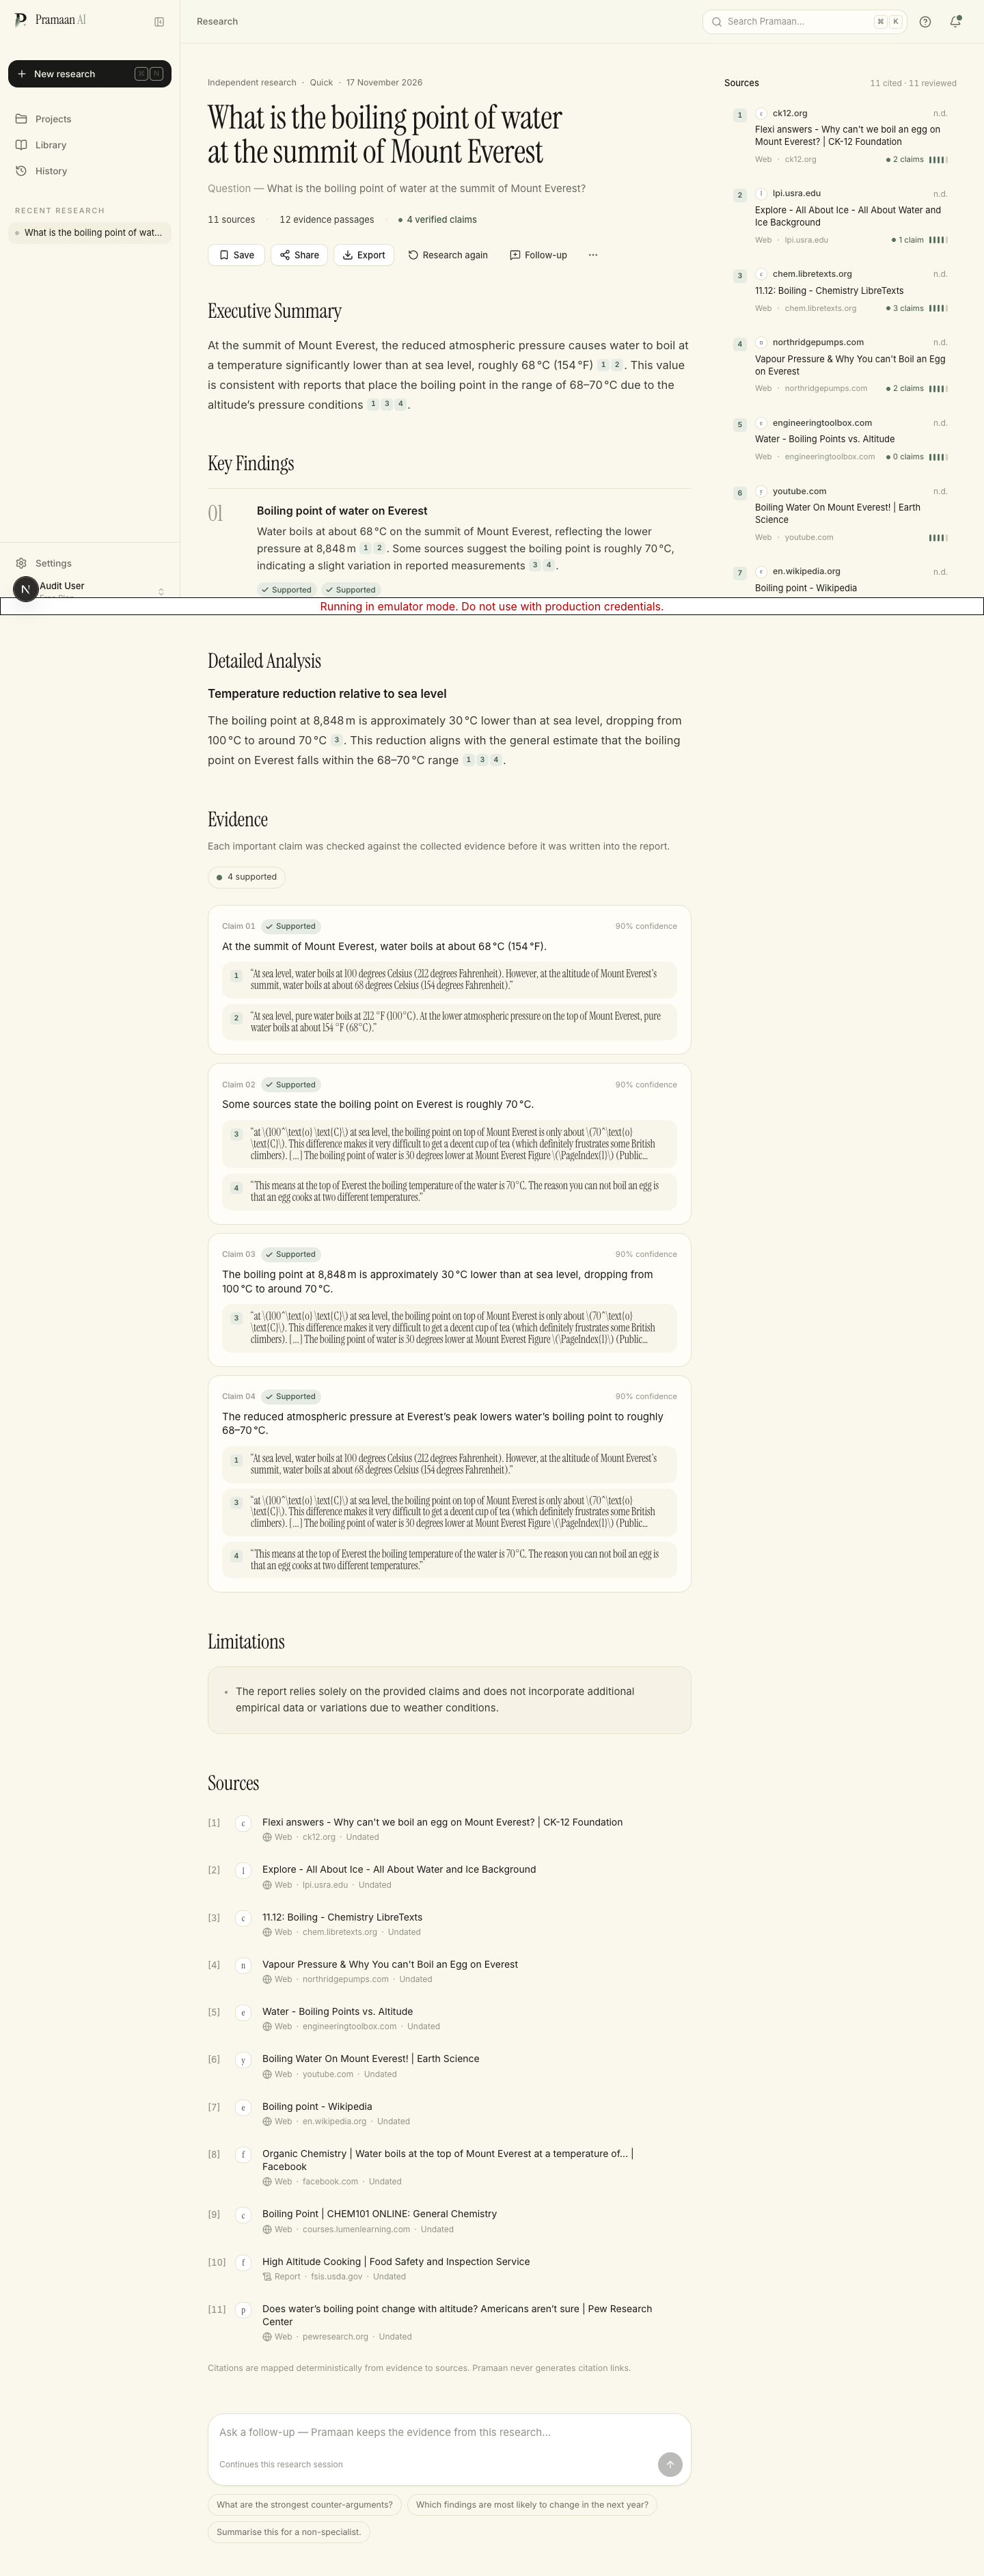 Pramaan AI
New research ⌘ N
Projects
Library
History
RECENT RESEARCH
What is the boiling point of wat...
Settings
N
Audit User
Research
Search Pramaan... ⌘ K
Independent research · Quick · 17 November 2026
What is the boiling point of water
at the summit of Mount Everest
Question — What is the boiling point of water at the summit of Mount Everest?
11 sources · 12 evidence passages · 4 verified claims
Save
Share
Export
Research again
Follow-up
Executive Summary
At the summit of Mount Everest, the reduced atmospheric pressure causes water to boil at
a temperature significantly lower than at sea level, roughly 68 °C (154 °F) 1 2 . This value
is consistent with reports that place the boiling point in the range of 68–70 °C due to the
altitude’s pressure conditions 1 3 4 .
Key Findings
01
Boiling point of water on Everest
Water boils at about 68 °C on the summit of Mount Everest, reflecting the lower
pressure at 8,848 m 1 2 . Some sources suggest the boiling point is roughly 70 °C,
indicating a slight variation in reported measurements 3 4 .
Supported Supported
Sources 11 cited · 11 reviewed
1 c ck12.org n.d.
Flexi answers - Why can't we boil an egg on
Mount Everest? | CK-12 Foundation
Web · ck12.org 2 claims
2 l lpi.usra.edu n.d.
Explore - All About Ice - All About Water and
Ice Background
Web · lpi.usra.edu 1 claim
3 c chem.libretexts.org n.d.
11.12: Boiling - Chemistry LibreTexts
Web · chem.libretexts.org 3 claims
4 n northridgepumps.com n.d.
Vapour Pressure & Why You can't Boil an Egg
on Everest
Web · northridgepumps.com 2 claims
5 e engineeringtoolbox.com n.d.
Water - Boiling Points vs. Altitude
Web · engineeringtoolbox.com 0 claims
6 y youtube.com n.d.
Boiling Water On Mount Everest! | Earth
Science
Web · youtube.com
7 e en.wikipedia.org n.d.
Boiling point - Wikipedia
Running in emulator mode. Do not use with production credentials.
Detailed Analysis
Temperature reduction relative to sea level
The boiling point at 8,848 m is approximately 30 °C lower than at sea level, dropping from
100 °C to around 70 °C 3 . This reduction aligns with the general estimate that the boiling
point on Everest falls within the 68–70 °C range 1 3 4 .
Evidence
Each important claim was checked against the collected evidence before it was written into the report.
4 supported
Claim 01 Supported 90% confidence
At the summit of Mount Everest, water boils at about 68 °C (154 °F).
1 “At sea level, water boils at 100 degrees Celsius (212 degrees Fahrenheit). However, at the altitude of Mount Everest's
summit, water boils at about 68 degrees Celsius (154 degrees Fahrenheit).”
2 “At sea level, pure water boils at 212 °F (100°C). At the lower atmospheric pressure on the top of Mount Everest, pure
water boils at about 154 °F (68°C).”
Claim 02 Supported 90% confidence
Some sources state the boiling point on Everest is roughly 70 °C.
3 “at \(100^\text{o} \text{C}\) at sea level, the boiling point on top of Mount Everest is only about \(70^\text{o}
\text{C}\). This difference makes it very difficult to get a decent cup of tea (which definitely frustrates some British
climbers). [...] The boiling point of water is 30 degrees lower at Mount Everest Figure \(\PageIndex{1}\) (Public...
4 “This means at the top of Everest the boiling temperature of the water is 70°C. The reason you can not boil an egg is
that an egg cooks at two different temperatures.”
Claim 03 Supported 90% confidence
The boiling point at 8,848 m is approximately 30 °C lower than at sea level, dropping from
100 °C to around 70 °C.
3 “at \(100^\text{o} \text{C}\) at sea level, the boiling point on top of Mount Everest is only about \(70^\text{o}
\text{C}\). This difference makes it very difficult to get a decent cup of tea (which definitely frustrates some British
climbers). [...] The boiling point of water is 30 degrees lower at Mount Everest Figure \(\PageIndex{1}\) (Public...
Claim 04 Supported 90% confidence
The reduced atmospheric pressure at Everest’s peak lowers water’s boiling point to roughly
68–70 °C.
1 “At sea level, water boils at 100 degrees Celsius (212 degrees Fahrenheit). However, at the altitude of Mount Everest's
summit, water boils at about 68 degrees Celsius (154 degrees Fahrenheit).”
3 “at \(100^\text{o} \text{C}\) at sea level, the boiling point on top of Mount Everest is only about \(70^\text{o}
\text{C}\). This difference makes it very difficult to get a decent cup of tea (which definitely frustrates some British
climbers). [...] The boiling point of water is 30 degrees lower at Mount Everest Figure \(\PageIndex{1}\) (Public...
4 “This means at the top of Everest the boiling temperature of the water is 70°C. The reason you can not boil an egg is
that an egg cooks at two different temperatures.”
Limitations
• The report relies solely on the provided claims and does not incorporate additional
empirical data or variations due to weather conditions.
Sources
[1] c Flexi answers - Why can't we boil an egg on Mount Everest? | CK-12 Foundation
Web · ck12.org · Undated
[2] l Explore - All About Ice - All About Water and Ice Background
Web · lpi.usra.edu · Undated
[3] c 11.12: Boiling - Chemistry LibreTexts
Web · chem.libretexts.org · Undated
[4] n Vapour Pressure & Why You can't Boil an Egg on Everest
Web · northridgepumps.com · Undated
[5] e Water - Boiling Points vs. Altitude
Web · engineeringtoolbox.com · Undated
[6] y Boiling Water On Mount Everest! | Earth Science
Web · youtube.com · Undated
[7] e Boiling point - Wikipedia
Web · en.wikipedia.org · Undated
[8] f Organic Chemistry | Water boils at the top of Mount Everest at a temperature of... |
Facebook
Web · facebook.com · Undated
[9] c Boiling Point | CHEM101 ONLINE: General Chemistry
Web · courses.lumenlearning.com · Undated
[10] f High Altitude Cooking | Food Safety and Inspection Service
Report · fsis.usda.gov · Undated
[11] p Does water's boiling point change with altitude? Americans aren't sure | Pew Research
Center
Web · pewresearch.org · Undated
Citations are mapped deterministically from evidence to sources. Pramaan never generates citation links.
Ask a follow-up — Pramaan keeps the evidence from this research...
Continues this research session
What are the strongest counter-arguments?
Which findings are most likely to change in the next year?
Summarise this for a non-specialist.